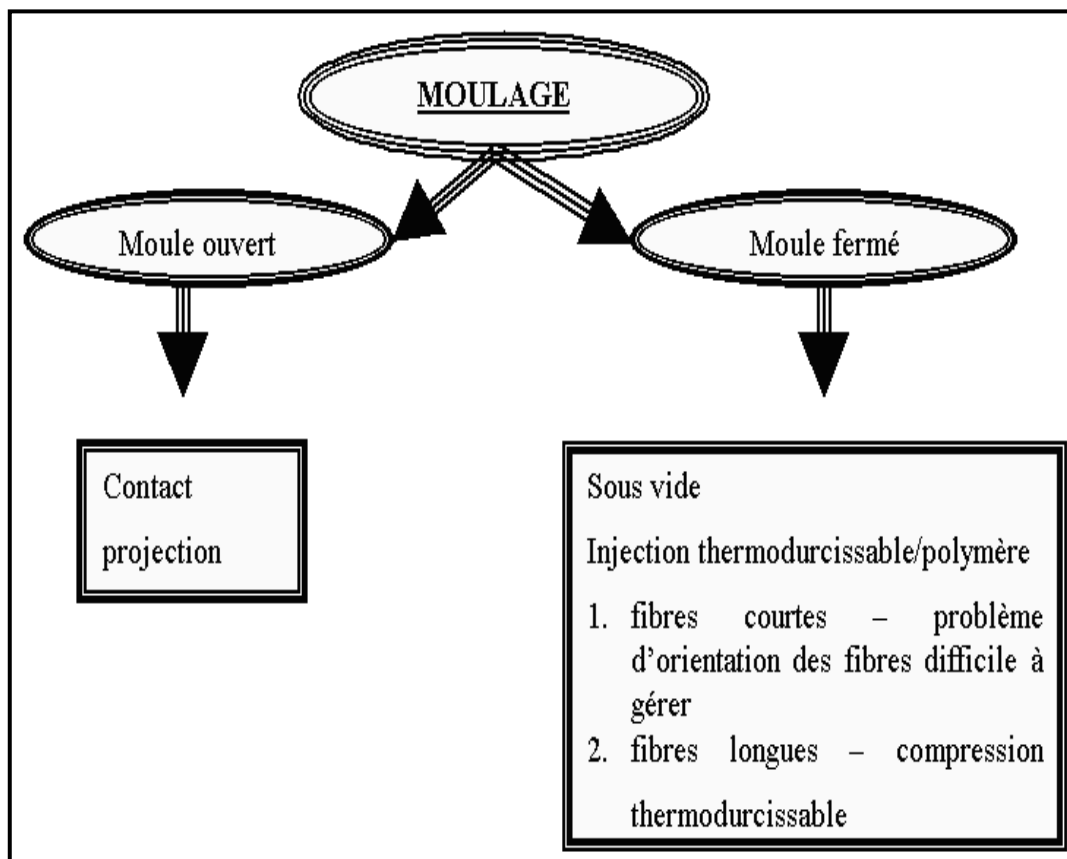 MOULAGE
Moule ouvert
Moule fermé
Contact
projection
Sous vide
Injection thermodurcissable/polymère
1. fibres courtes – problème
d’orientation des fibres difficile à
gérer
2. fibres longues – compression
thermodurcissable